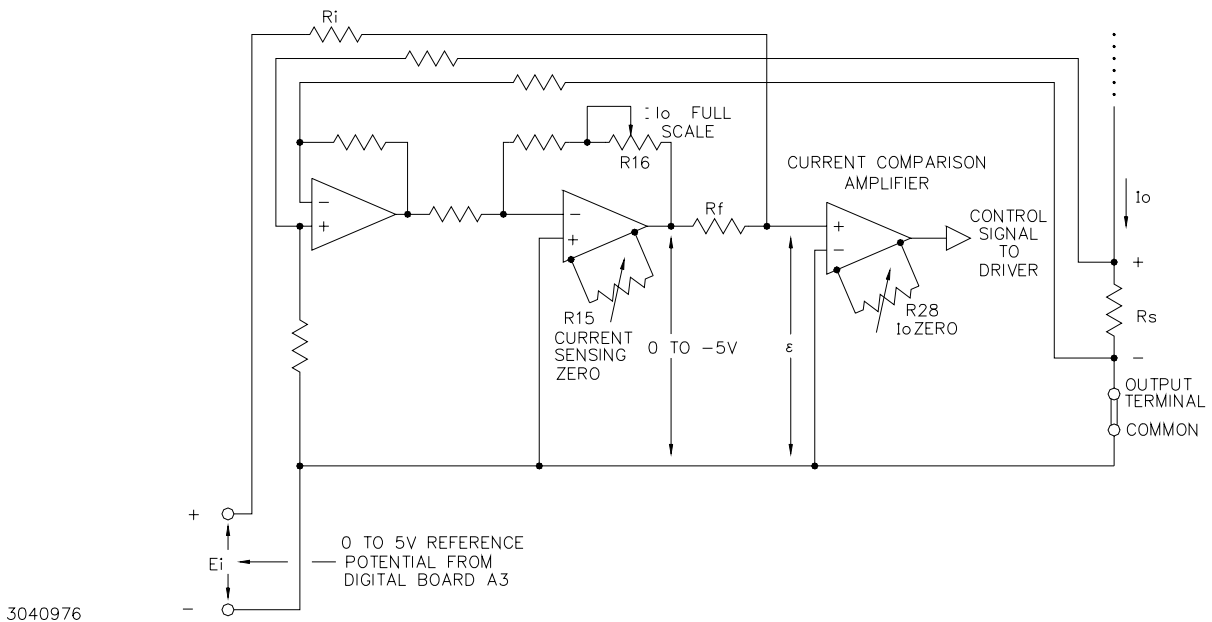 Ri
Io FULL
SCALE
R16
CURRENT COMPARISON
AMPLIFIER
Io
Rf
−
+
−
+
+
−
CONTROL
SIGNAL
TO
DRIVER
+
Rs
−
R15
CURRENT
SENSING
ZERO
R28
Io ZERO
0 TO −5V
ε
OUTPUT
TERMINAL
COMMON
+
Ei
−
0 TO 5V REFERENCE
POTENTIAL FROM
DIGITAL BOARD A3
3040976